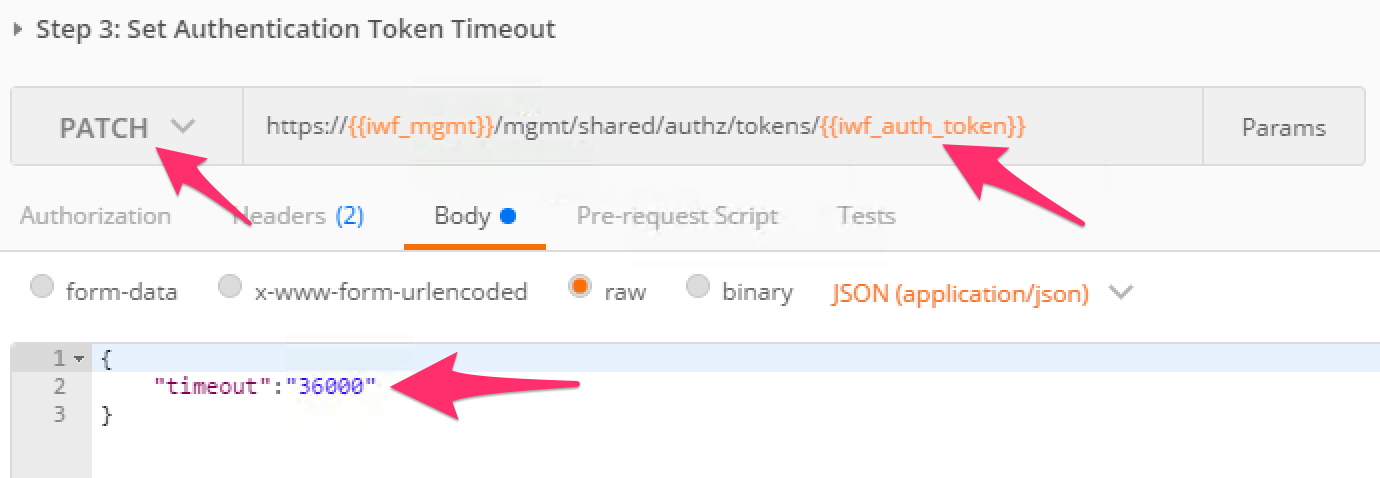 Step 3: Set Authentication Token Timeout
PATCH https://{{iwf_mgmt}}/mgmt/shared/authz/tokens/{{iwf_auth_token}} Params
Authorization Headers (2) Body Pre-request Script Tests
form-data x-www-form-urlencoded raw binary JSON (application/json)
1 {
2 "timeout":"36000"
3 }